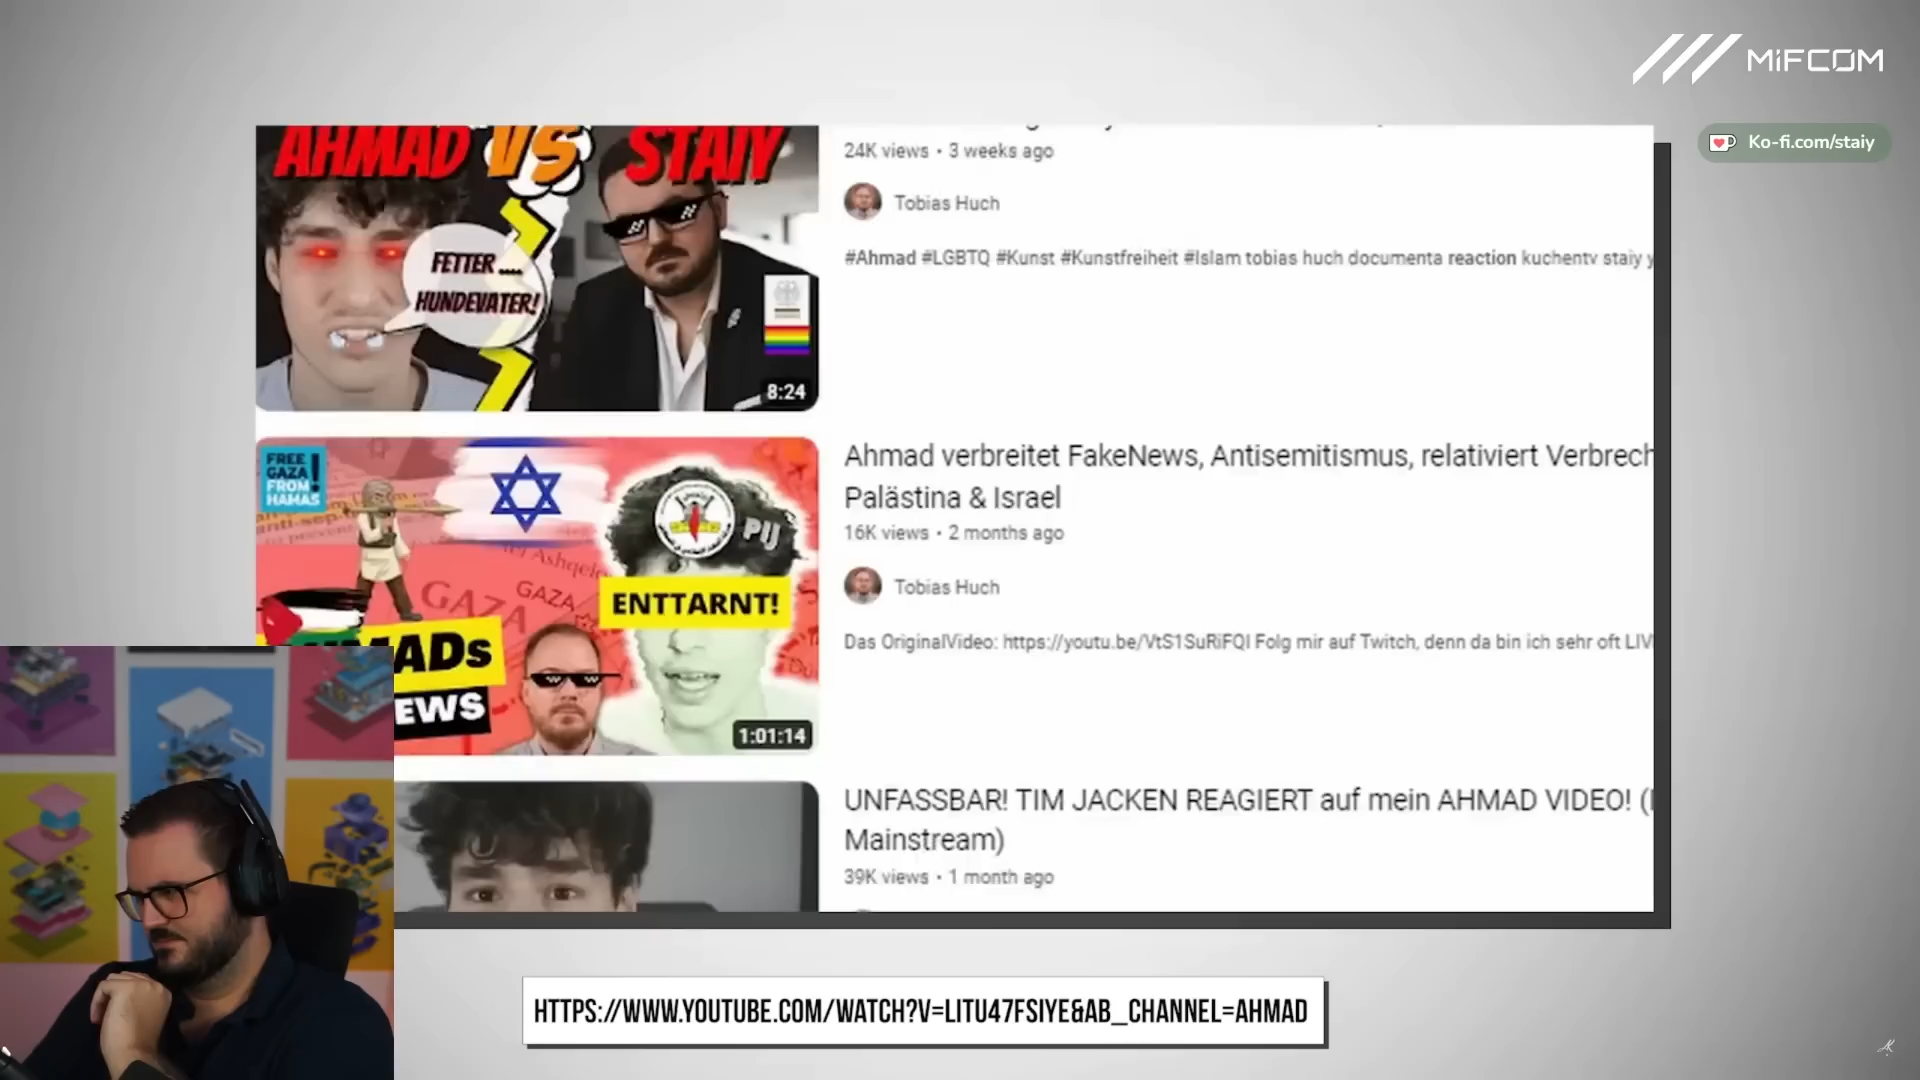 MIFCOM
Ko-fi.com/staiy
AHMAD VS STAIY
FETTER ....
HUNDEVATER!
8:24
24K views • 3 weeks ago
Tobias Huch
#Ahmad #LGBTQ #Kunst #Kunstfreiheit #Islam tobias huch documenta reaction kuchentv staiy y
FREE
GAZA
FROM
HAMAS
!
PIJ
GAZA
GAZA
ENTTARNT!
ADs
EWS
1:01:14
Ahmad verbreitet FakeNews, Antisemitismus, relativiert Verbrech
Palästina & Israel
16K views • 2 months ago
Tobias Huch
Das OriginalVideo: https://youtu.be/VtS1SuRiFQI Folg mir auf Twitch, denn da bin ich sehr oft LIV
UNFASSBAR! TIM JACKEN REAGIERT auf mein AHMAD VIDEO! (
Mainstream)
39K views • 1 month ago
HTTPS://WWW.YOUTUBE.COM/WATCH?V=LITU47FSIYE&AB_CHANNEL=AHMAD